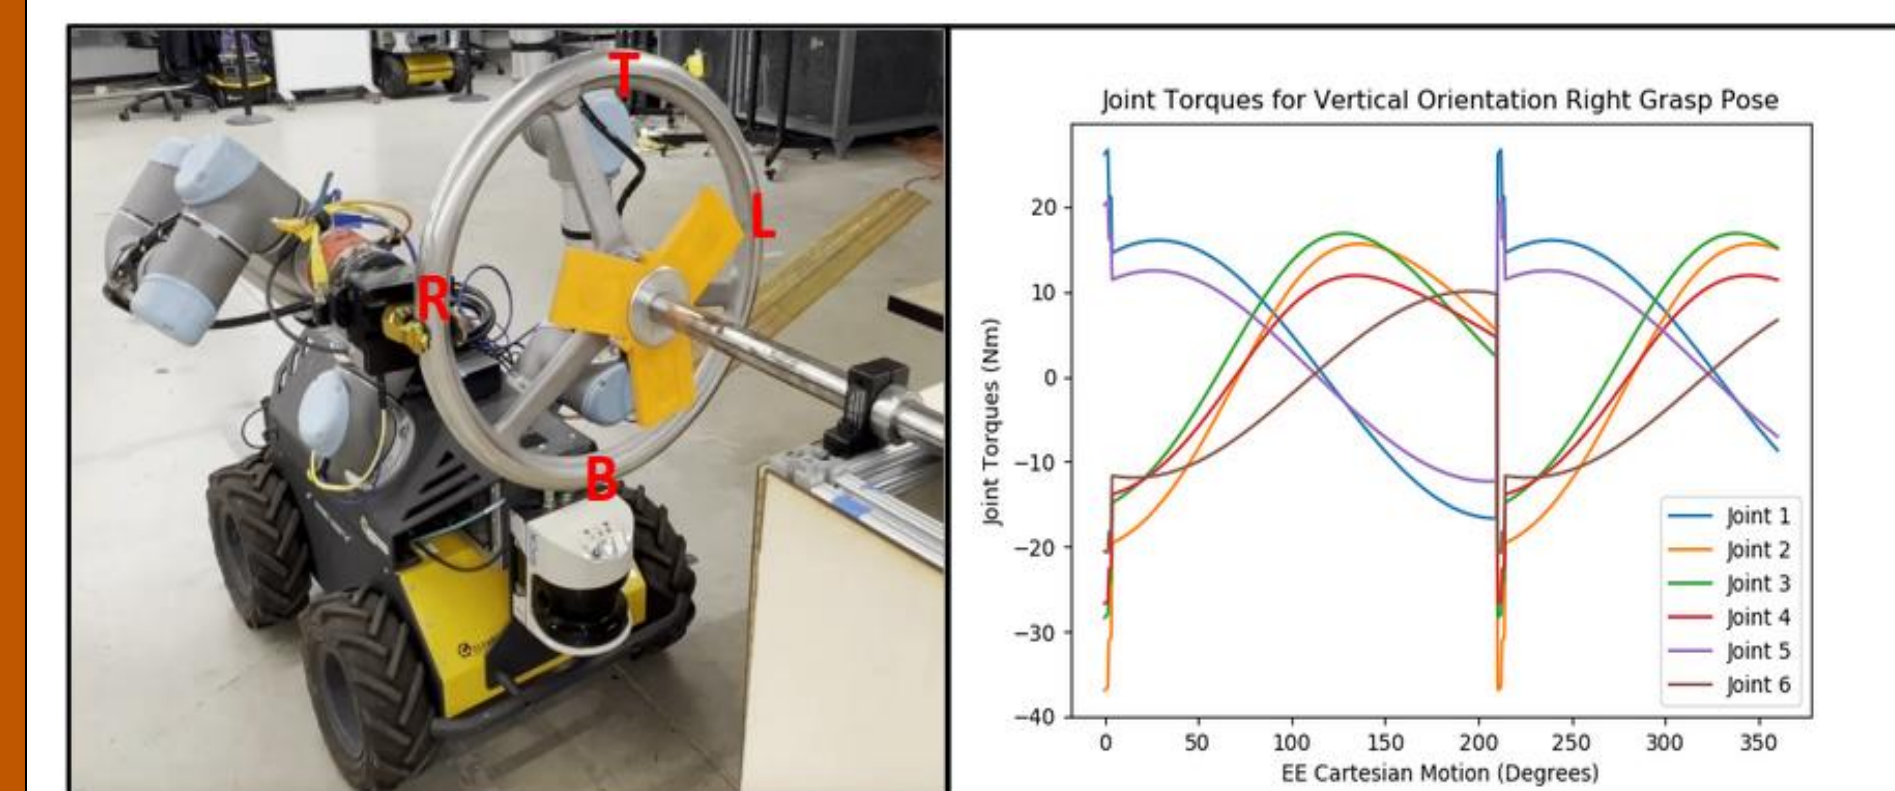 T
L
R
B
Joint Torques for Vertical Orientation Right Grasp Pose
Joint Torques (Nm)
20
10
0
−10
−20
−30
−40
0 50 100 150 200 250 300 350
EE Cartesian Motion (Degrees)
Joint 1
Joint 2
Joint 3
Joint 4
Joint 5
Joint 6